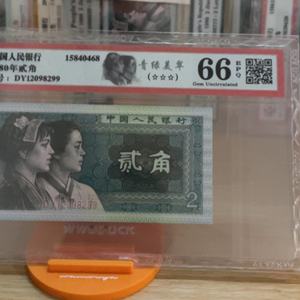 国人民银行
80年贰角
号: DY12098299
15840468
青绿美翠
(☆☆☆)
66
EPQ
Gem Uncirculated
中国人民银行
贰角
DY12098299
2